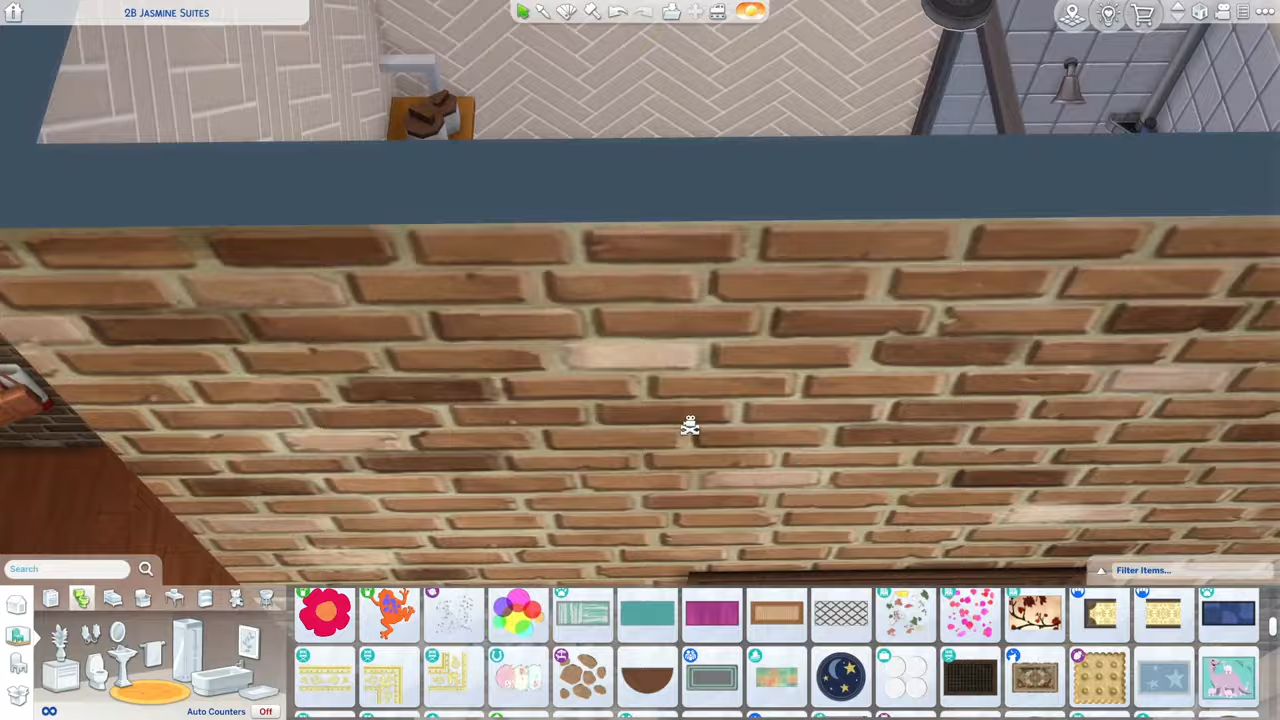 2B JASMINE SUITES
Search
Filter Items...
Auto Counters
Off